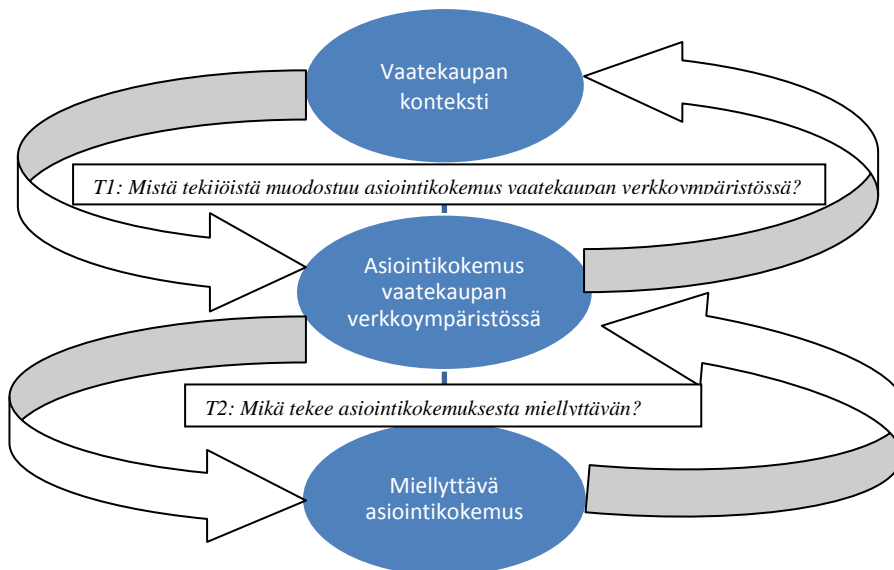 Vaatekaupan
konteksti
T1: Mistä tekijöistä muodostuu asiointikokemus vaatekaupan verkkoympäristössä?
Asiointikokemus
vaatekaupan
verkkoympäristössä
T2: Mikä tekee asiointikokemuksesta miellyttävän?
Miellyttävä
asiointikokemus